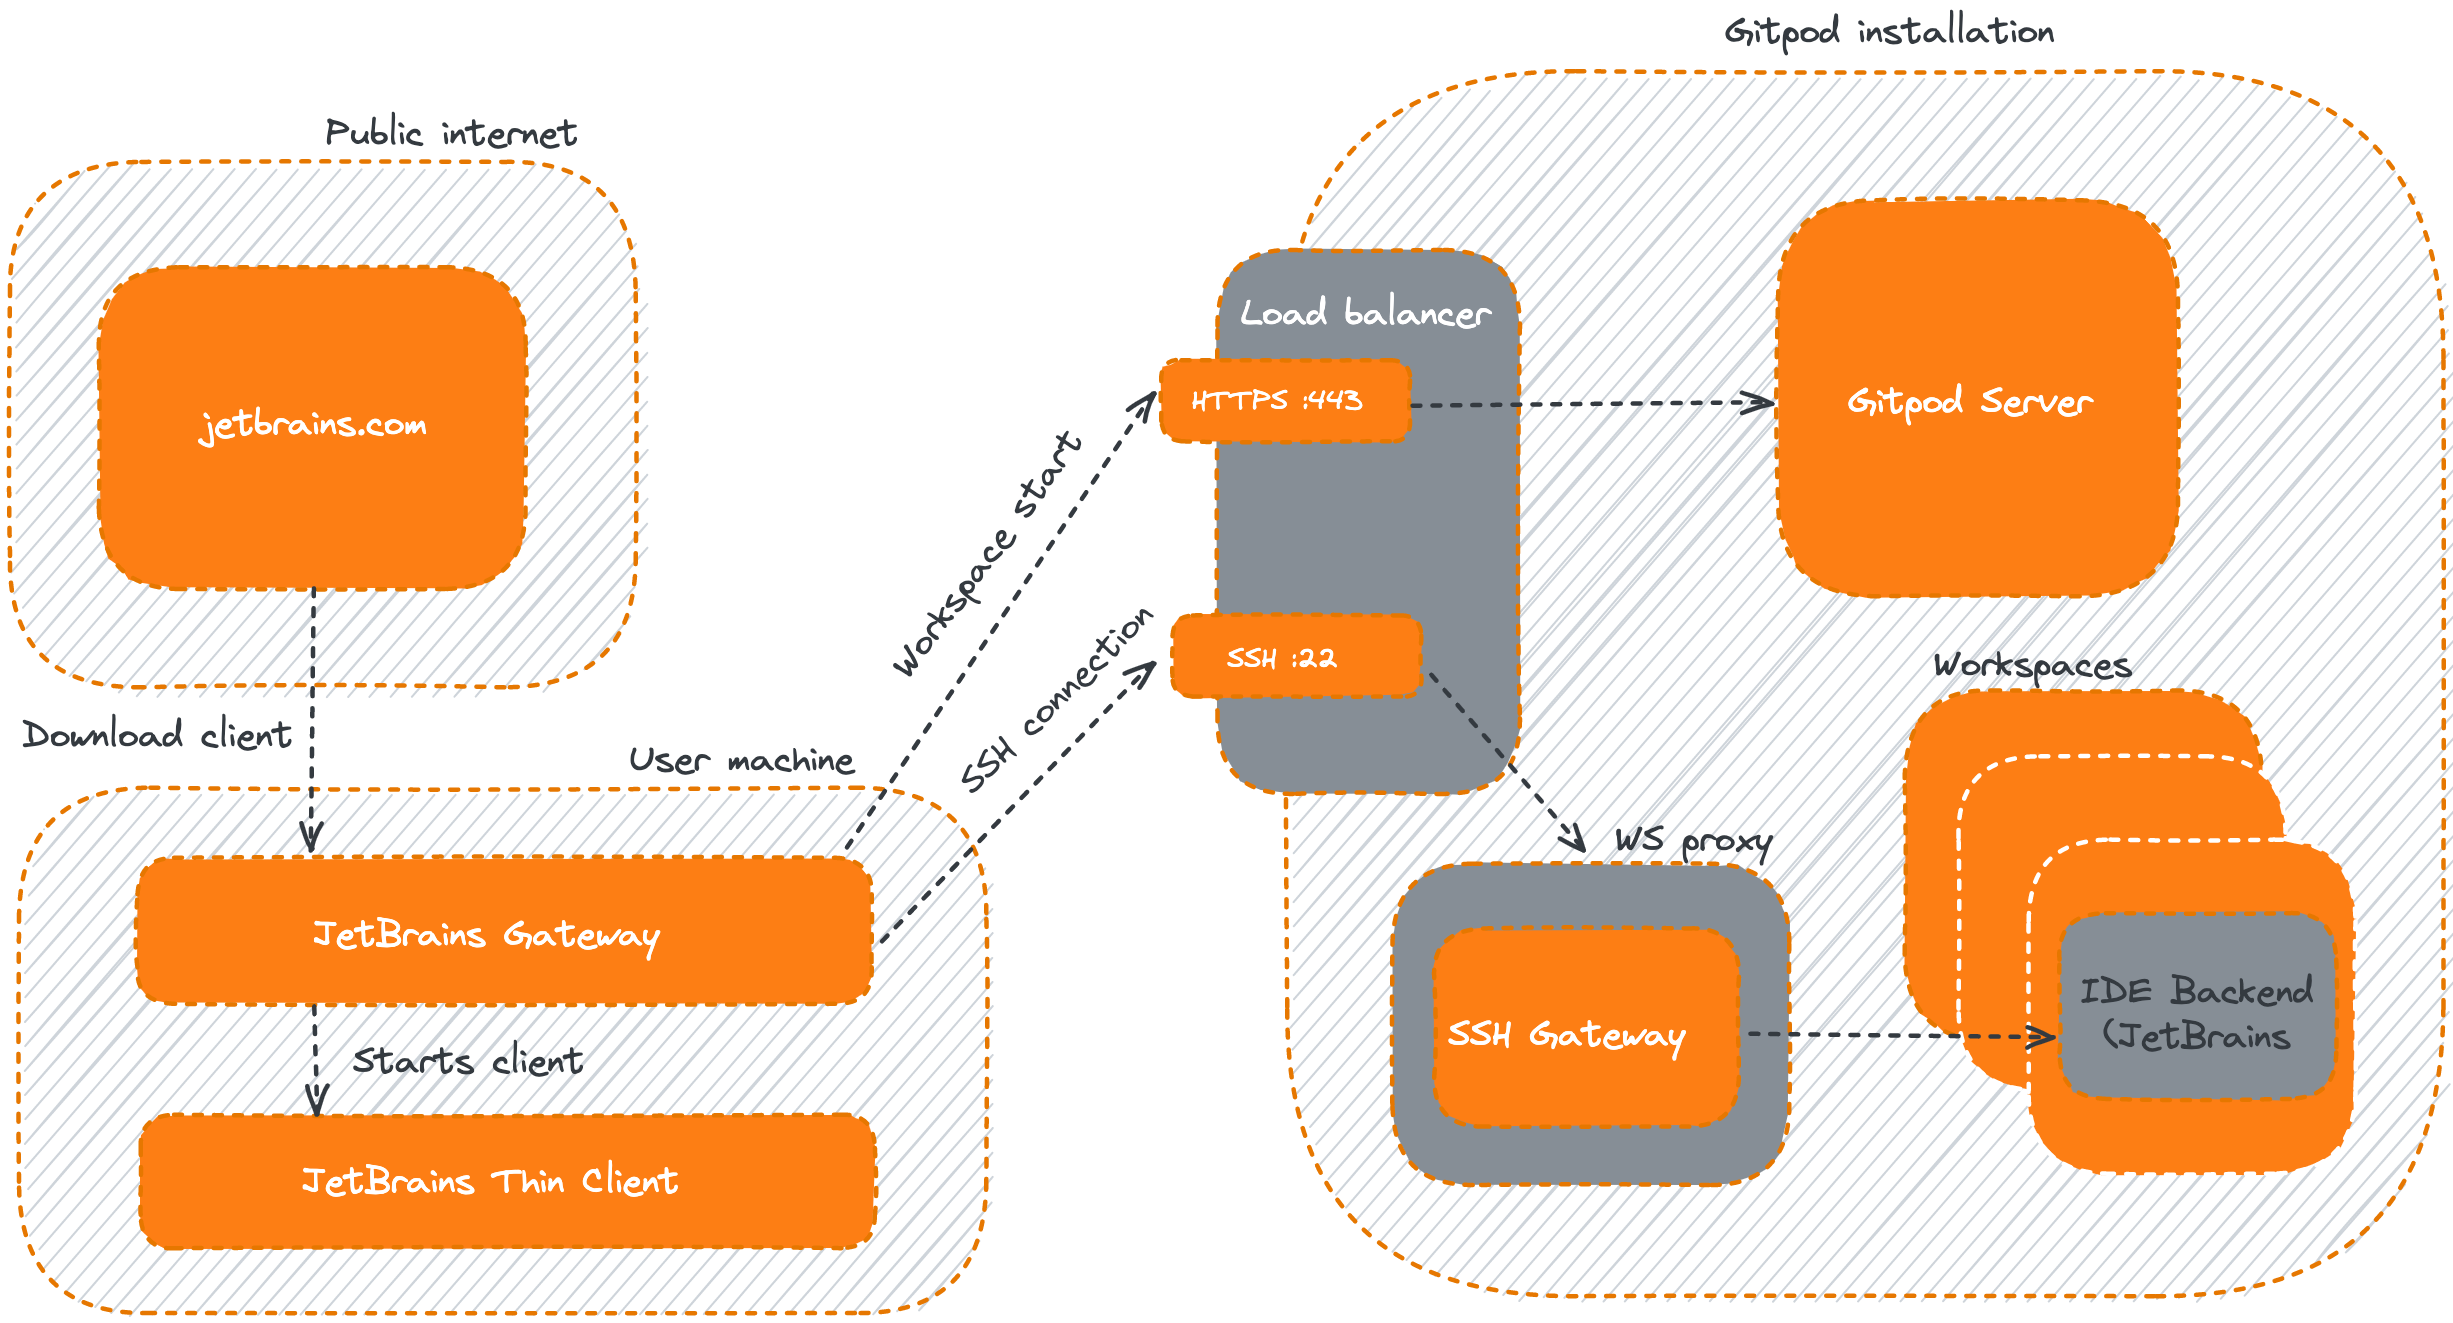 Gitpod installation
Public internet
jetbrains.com
Download client
User machine
JetBrains Gateway
Starts client
JetBrains Thin Client
Workspace start
SSH connection
Load balancer
HTTPS :443
SSH :22
Gitpod Server
WS proxy
SSH Gateway
Workspaces
IDE Backend
(JetBrains